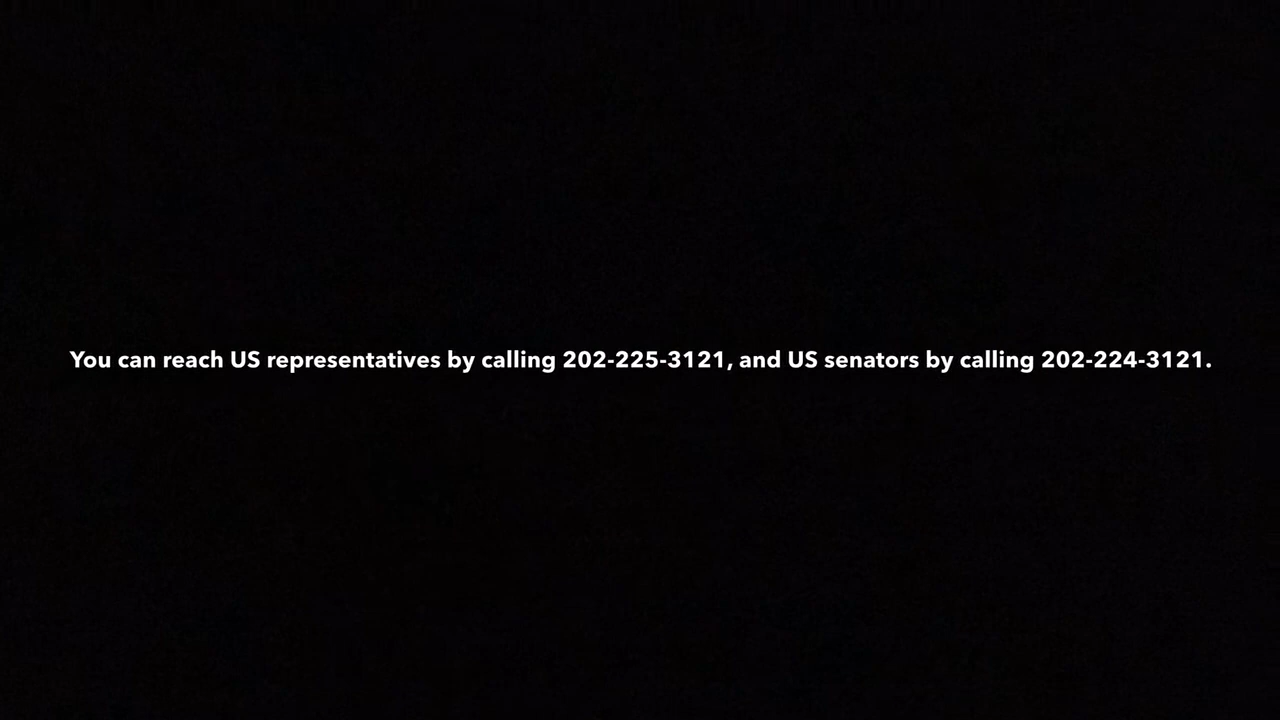 You can reach US representatives by calling 202-225-3121, and US senators by calling 202-224-3121.